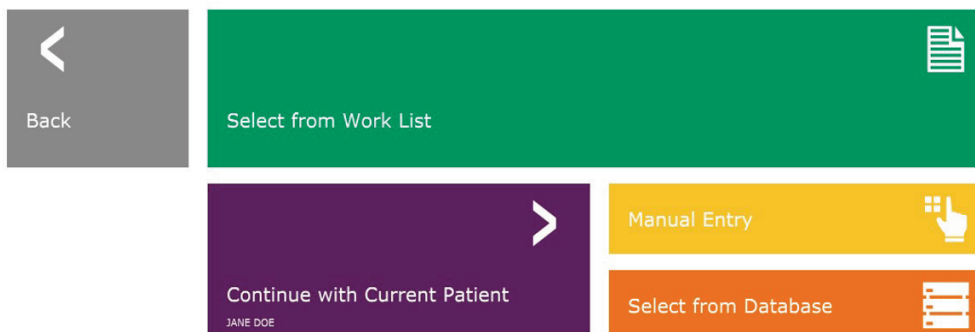 Back
Select from Work List
Manual Entry
Continue with Current Patient
JANE DOE
Select from Database